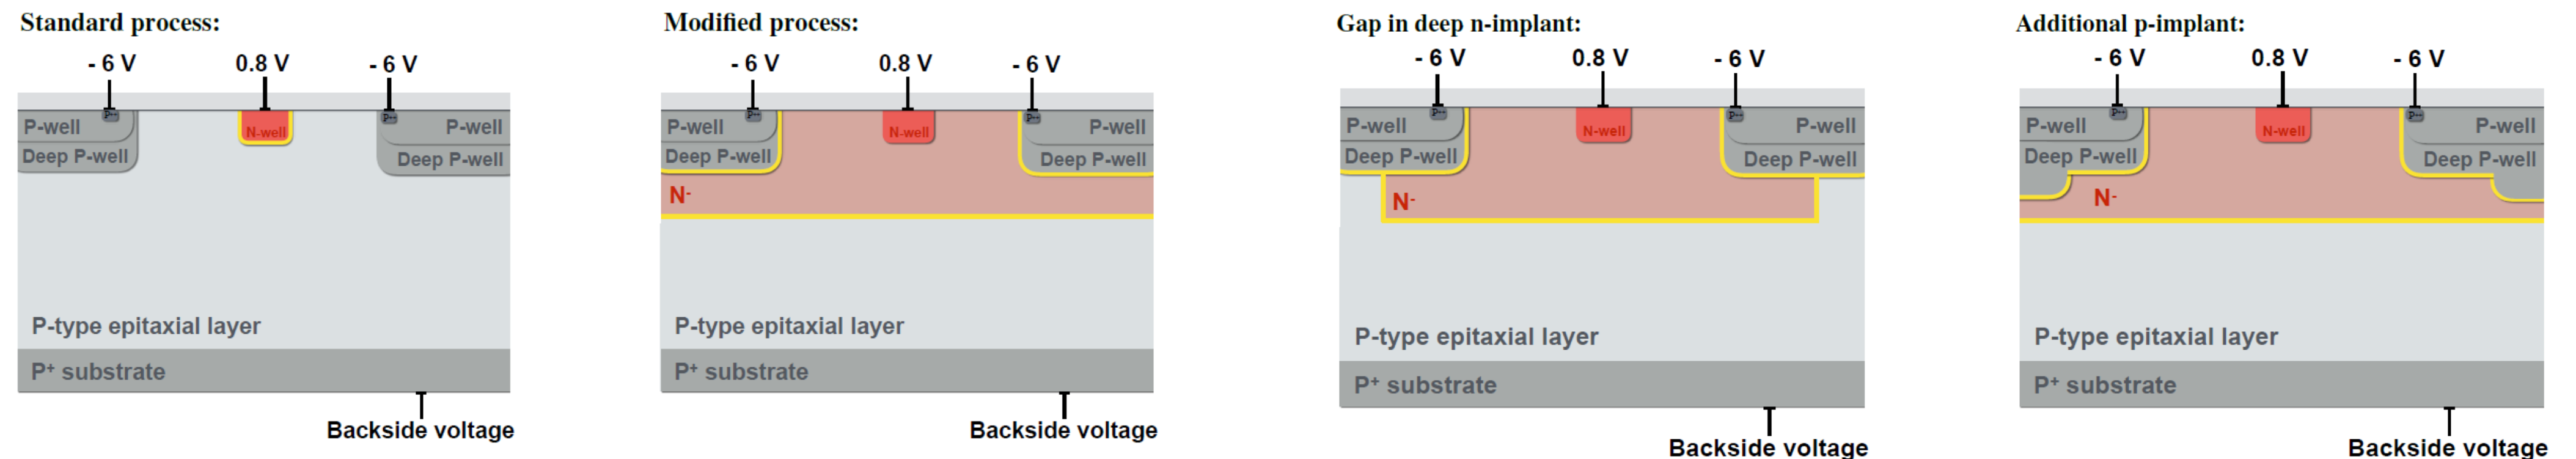 Standard process:
- 6 V 0.8 V - 6 V
P-well P++ N-well P++ P-well
Deep P-well Deep P-well
P-type epitaxial layer
P+ substrate
Backside voltage
Modified process:
- 6 V 0.8 V - 6 V
P-well P++ N-well P++ P-well
Deep P-well Deep P-well
N-
P-type epitaxial layer
P+ substrate
Backside voltage
Gap in deep n-implant:
- 6 V 0.8 V - 6 V
P-well P++ N-well P++ P-well
Deep P-well Deep P-well
N-
P-type epitaxial layer
P+ substrate
Backside voltage
Additional p-implant:
- 6 V 0.8 V - 6 V
P-well P++ N-well P++ P-well
Deep P-well Deep P-well
N-
P-type epitaxial layer
P+ substrate
Backside voltage